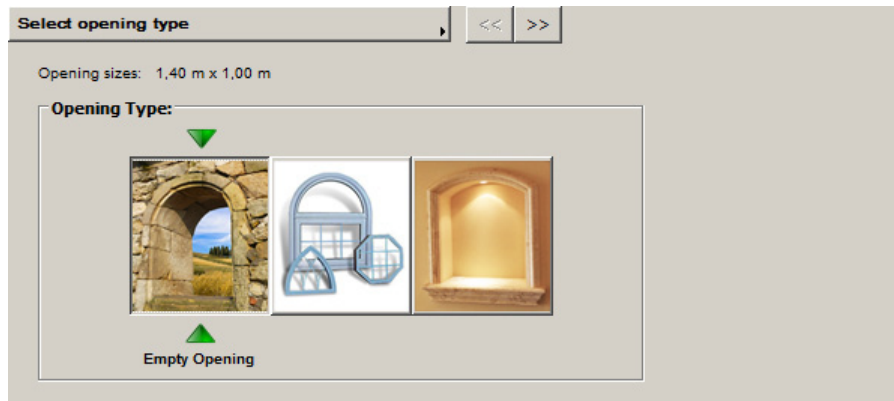 Select opening type
<< >>
Opening sizes: 1,40 m x 1,00 m
Opening Type:
Empty Opening